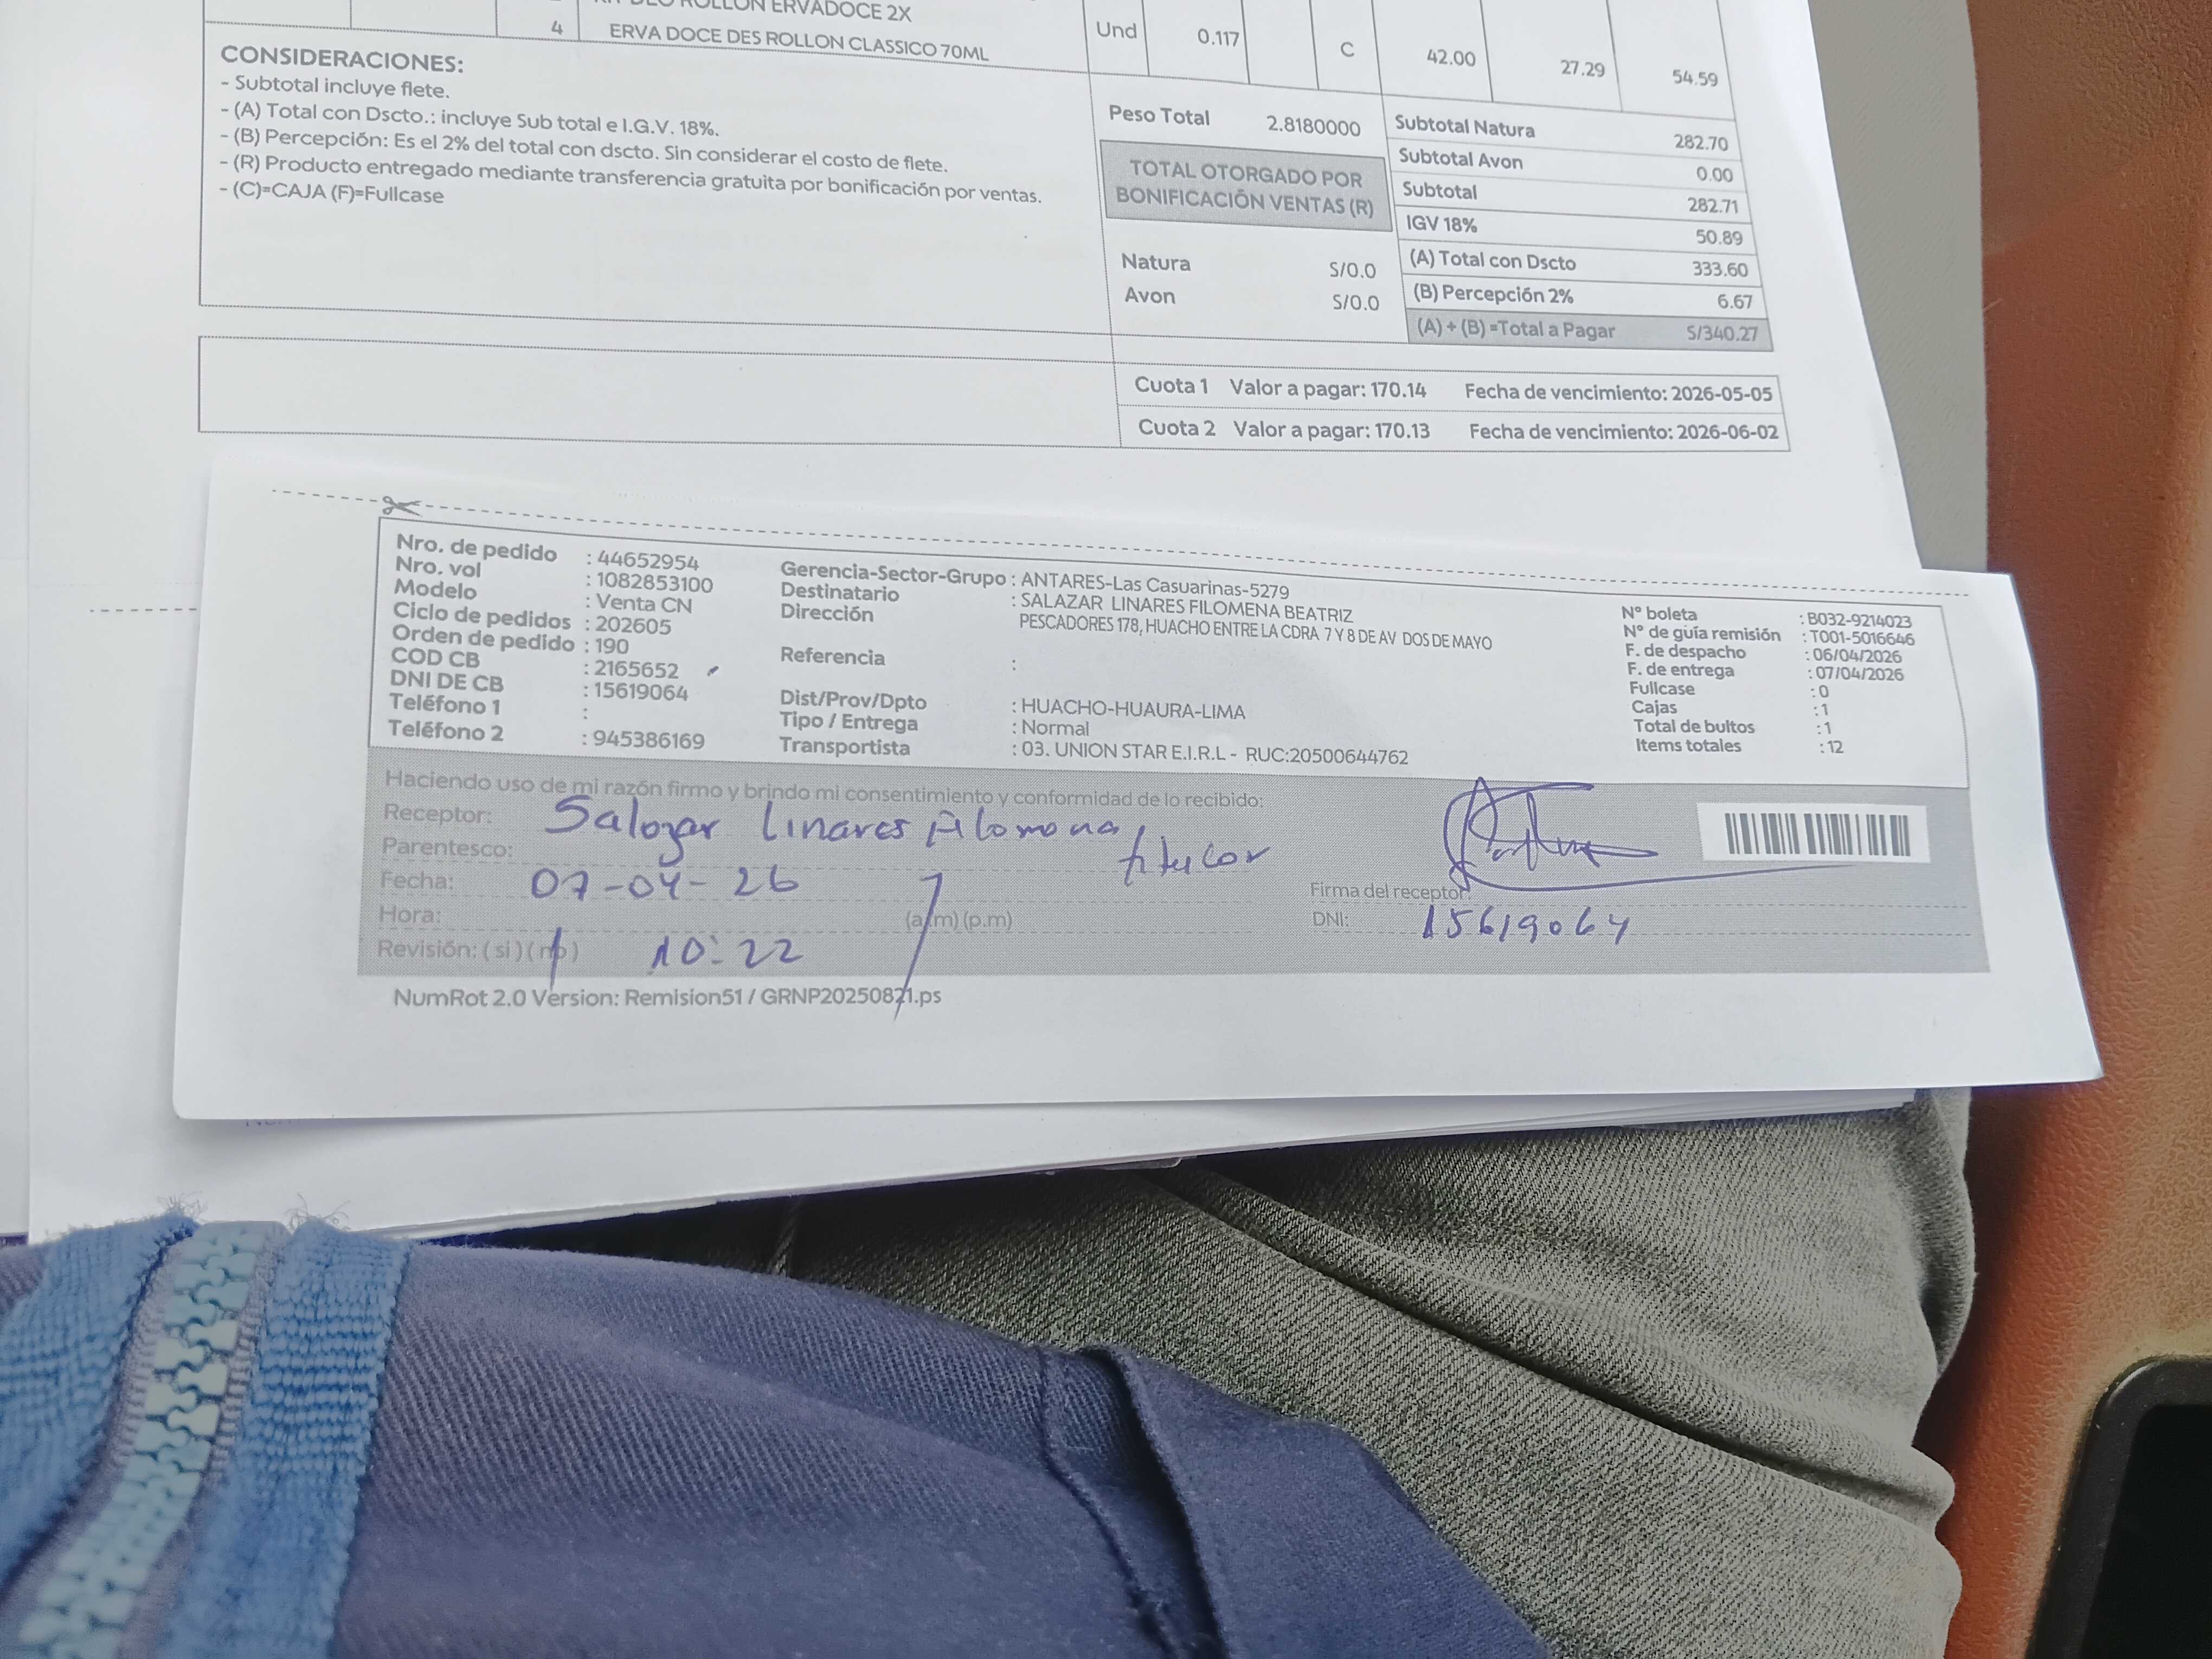 ROLLON ERVADOCE 2X
4 ERVA DOCE DES ROLLON CLASSICO 70ML Und 0.117 C 42.00 27.29 54.59
CONSIDERACIONES:
- Subtotal incluye flete.
- (A) Total con Dscto.: incluye Sub total e I.G.V. 18%.
- (B) Percepción: Es el 2% del total con dscto. Sin considerar el costo de flete.
- (R) Producto entregado mediante transferencia gratuita por bonificación por ventas.
- (C)=CAJA (F)=Fullcase
Peso Total 2.8180000
TOTAL OTORGADO POR
BONIFICACIÓN VENTAS (R)
Natura S/0.0
Avon S/0.0
Subtotal Natura 282.70
Subtotal Avon 0.00
Subtotal 282.71
IGV 18% 50.89
(A) Total con Dscto 333.60
(B) Percepción 2% 6.67
(A) + (B) =Total a Pagar S/340.27
Cuota 1 Valor a pagar: 170.14 Fecha de vencimiento: 2026-05-05
Cuota 2 Valor a pagar: 170.13 Fecha de vencimiento: 2026-06-02
Nro. de pedido : 44652954
Nro. vol : 1082853100
Modelo : Venta CN
Ciclo de pedidos : 202605
Orden de pedido : 190
COD CB : 2165652
DNI DE CB : 15619064
Teléfono 1 :
Teléfono 2 : 945386169
Gerencia-Sector-Grupo : ANTARES-Las Casuarinas-5279
Destinatario : SALAZAR LINARES FILOMENA BEATRIZ
Dirección PESCADORES 178, HUACHO ENTRE LA CDRA 7 Y 8 DE AV DOS DE MAYO
Referencia :
Dist/Prov/Dpto : HUACHO-HUAURA-LIMA
Tipo / Entrega : Normal
Transportista : 03. UNION STAR E.I.R.L - RUC:20500644762
N° boleta : B032-9214023
N° de guía remisión : T001-5016646
F. de despacho : 06/04/2026
F. de entrega : 07/04/2026
Fullcase : 0
Cajas : 1
Total de bultos : 1
Items totales : 12
Haciendo uso de mi razón firmo y brindo mi consentimiento y conformidad de lo recibido:
Receptor: Salazar Linares Filomena
Parentesco: titular
Fecha: 07-04-26
Hora: (a.m) (p.m)
Revisión: ( si ) ( no ) 10:22
Firma del receptor:
DNI: 15619064
NumRot 2.0 Version: Remision51 / GRNP20250821.ps